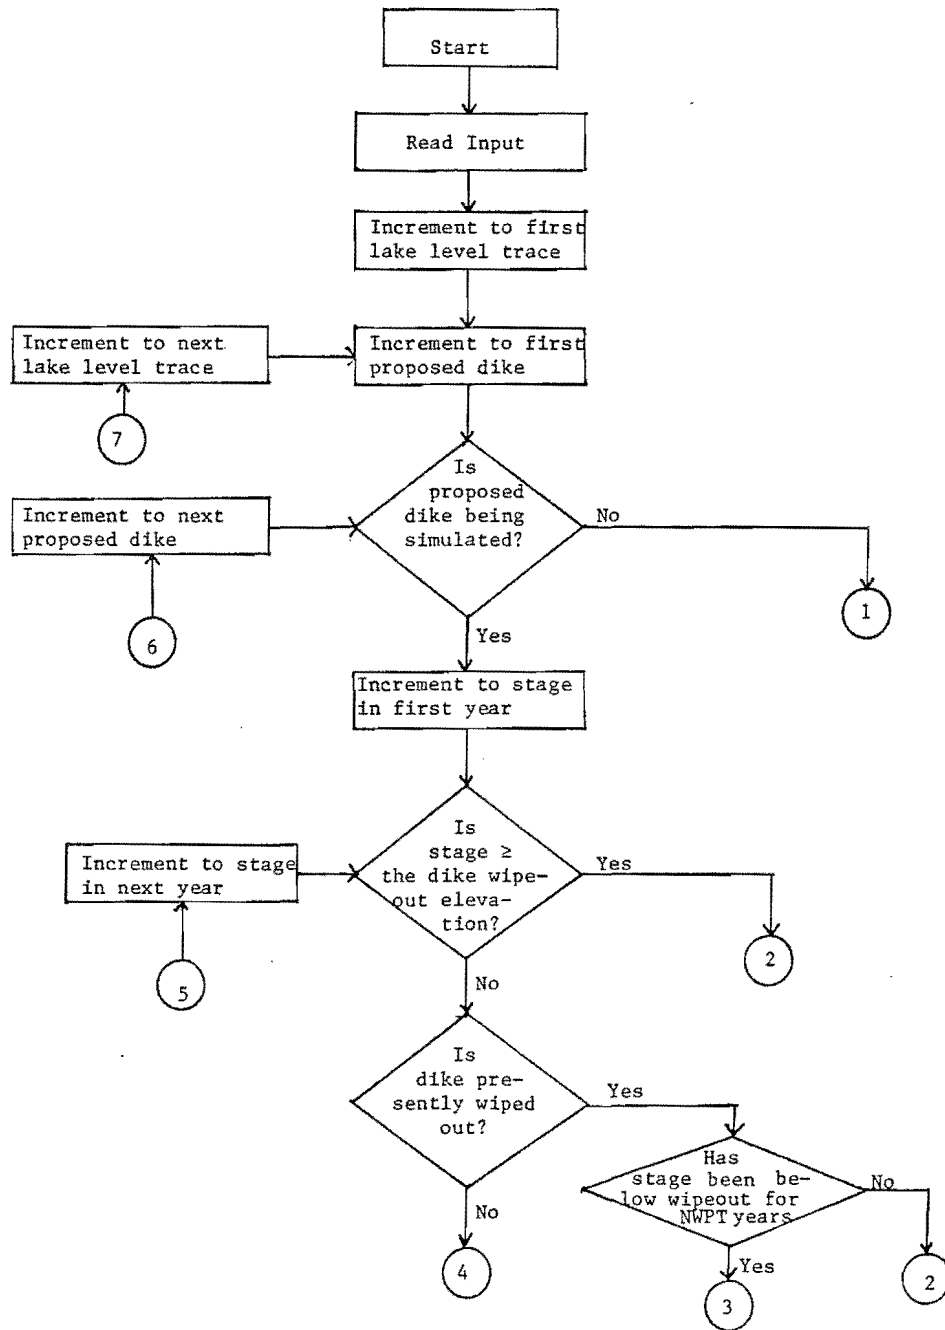 Start
Read Input
Increment to first
lake level trace
Increment to next
lake level trace
Increment to first
proposed dike
7
Is
proposed
dike being
simulated?
No
Increment to next
proposed dike
1
6
Yes
Increment to stage
in first year
Is
stage ≥
the dike wipe-
out eleva-
tion?
Yes
Increment to stage
in next year
2
5
No
Is
dike pre-
sently wiped
out?
Yes
Has
stage been be-
low wipeout for
NWPT years
No
No
4
Yes
3
2